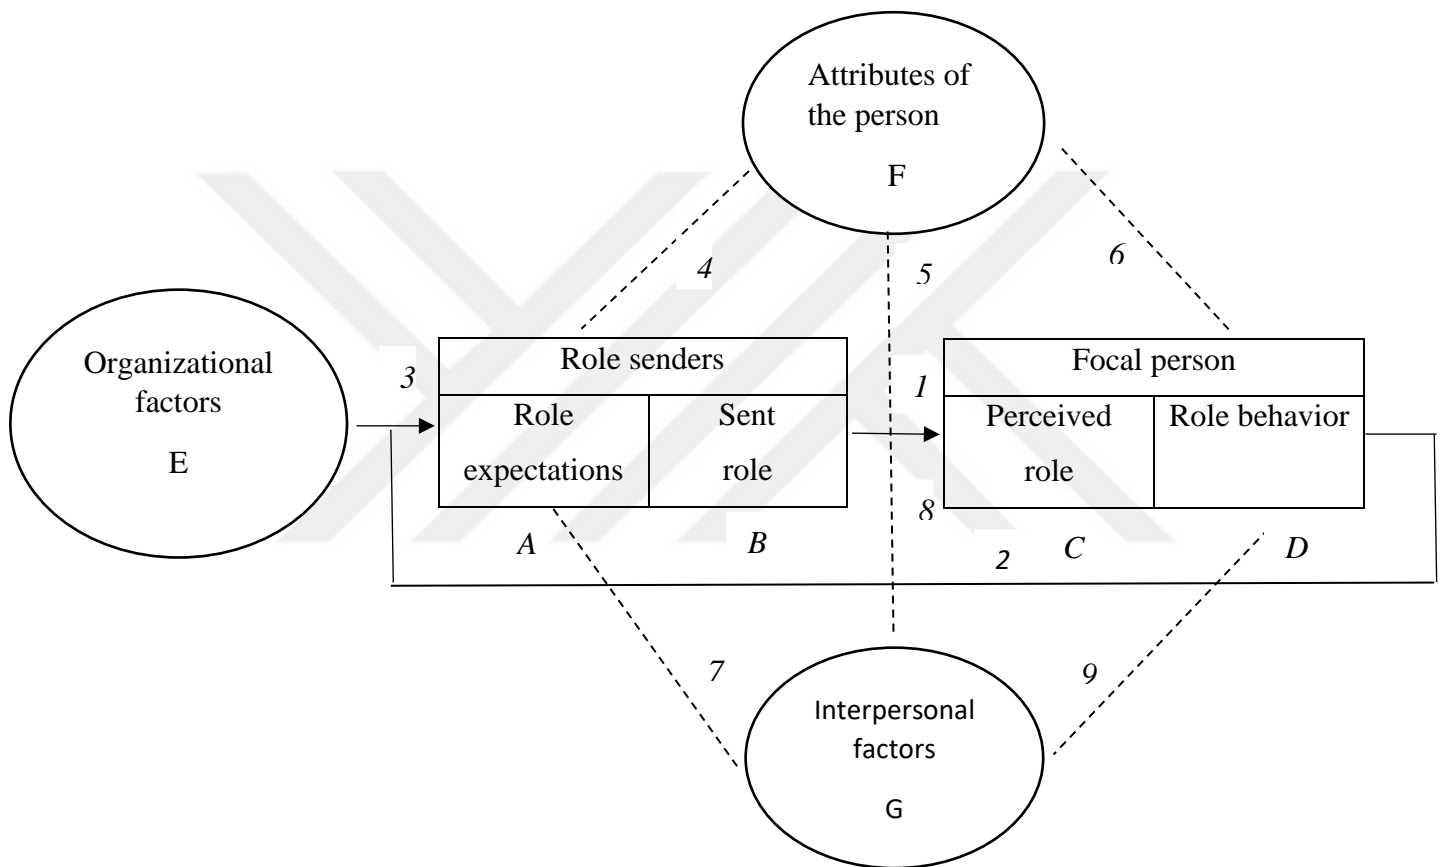 Attributes of
the person
F
4
5
6
Organizational
factors
E
3
Role senders
Role
expectations
Sent
role
1
Focal person
Perceived
role
Role behavior
8
A
B
2
C
D
7
9
Interpersonal
factors
G